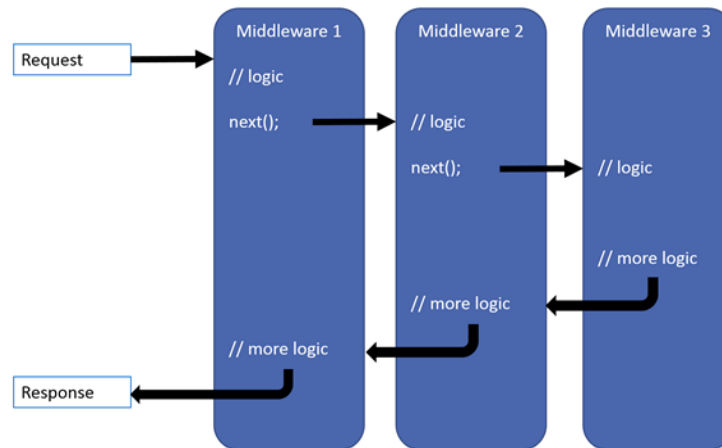 Middleware 1
Middleware 2
Middleware 3
Request
// logic
next();
// logic
next();
// logic
// more logic
// more logic
// more logic
Response